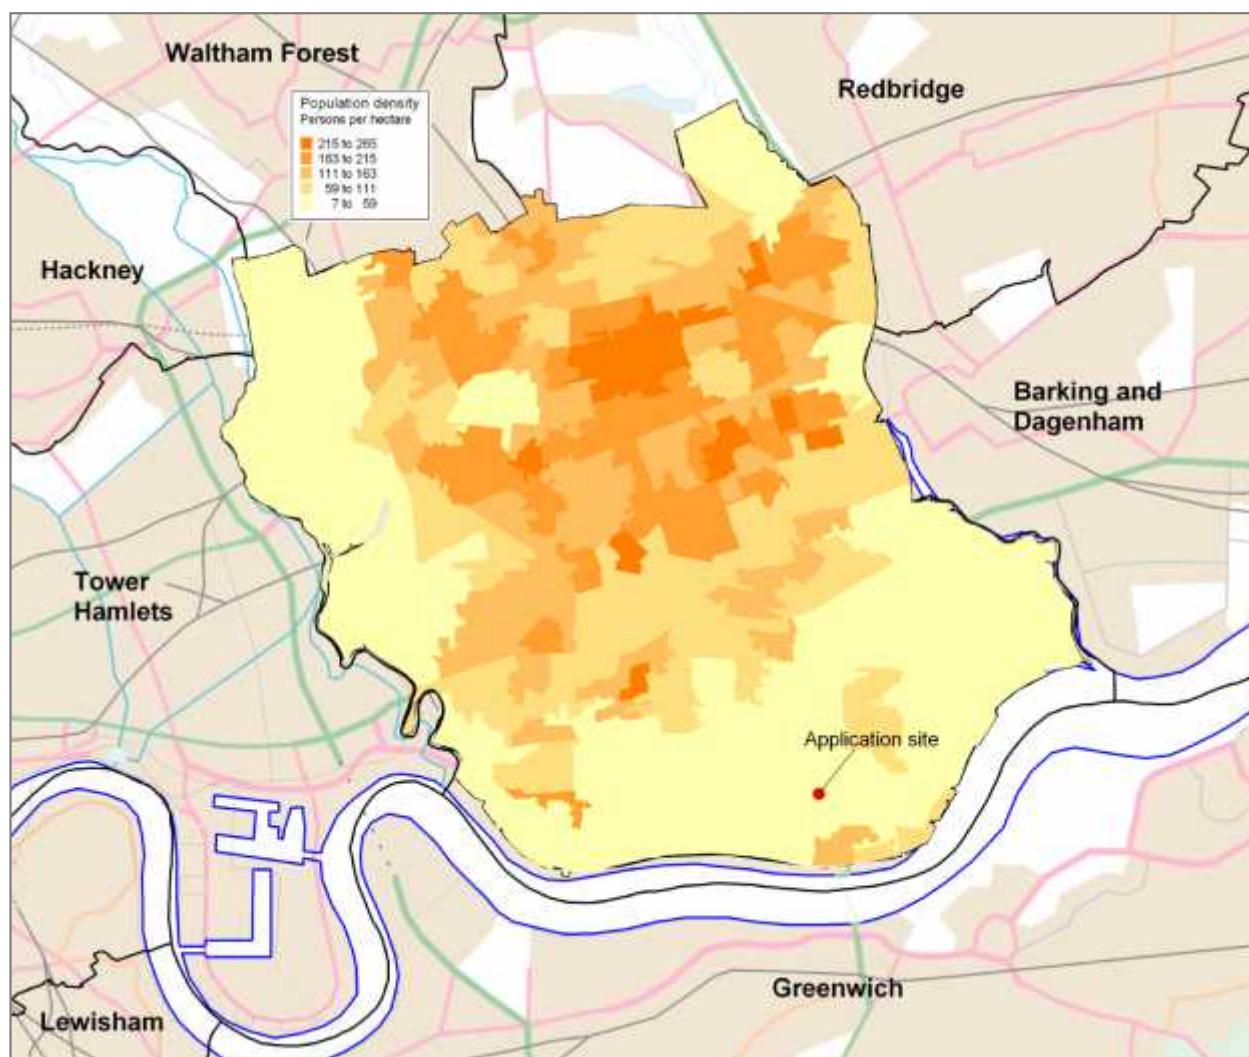 Waltham Forest
Redbridge
Population density
Persons per hectare
215 to 265
163 to 215
111 to 163
59 to 111
7 to 59
Hackney
Barking and
Dagenham
Tower
Hamlets
Application site
Greenwich
Lewisham